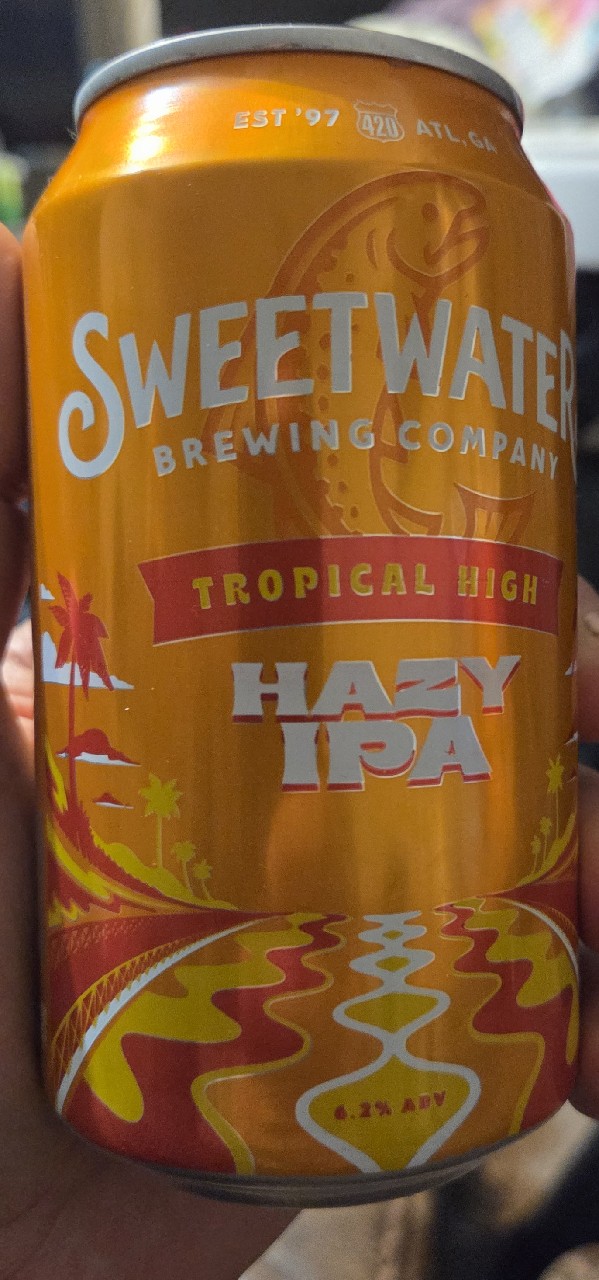 EST '97 420 ATL, GA
SWEETWATER
BREWING COMPANY
TROPICAL HIGH
HAZY
IPA
6.2% ABV